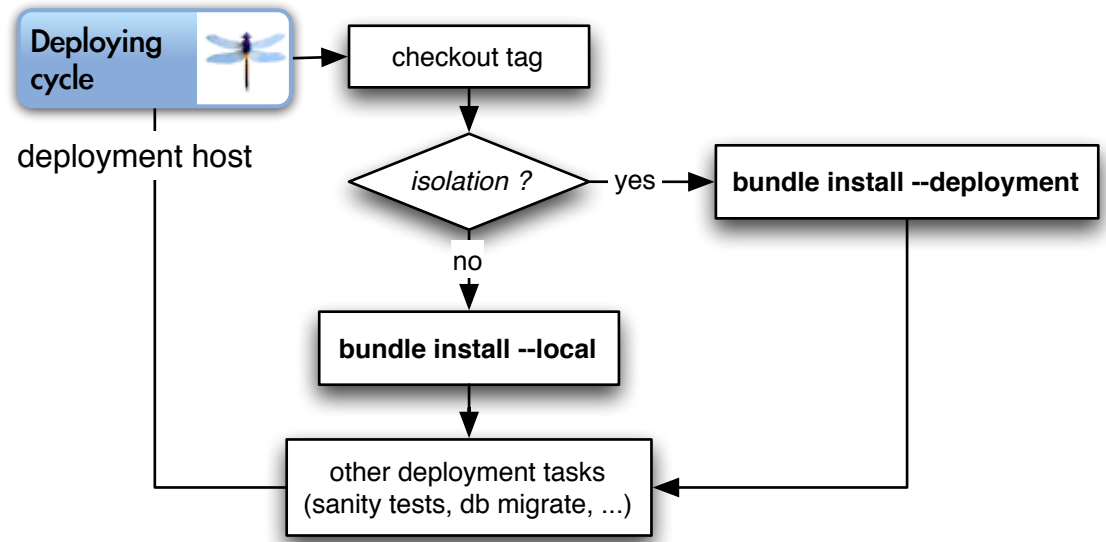 Deploying
cycle
checkout tag
deployment host
isolation ?
yes
bundle install --deployment
no
bundle install --local
other deployment tasks
(sanity tests, db migrate, ...)